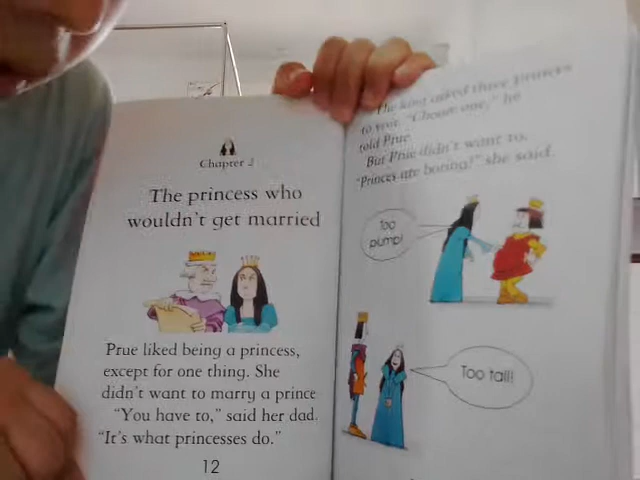 Chapter 2
The princess who
wouldn't get married
Prue liked being a princess,
except for one thing. She
didn't want to marry a prince
"You have to," said her dad.
"It's what princesses do."
12
The king asked three princes
to visit. "Choose one," he
told Prue.
But Prue didn't want to.
"Princes are boring!" she said.
Too
pump!
Too tall!